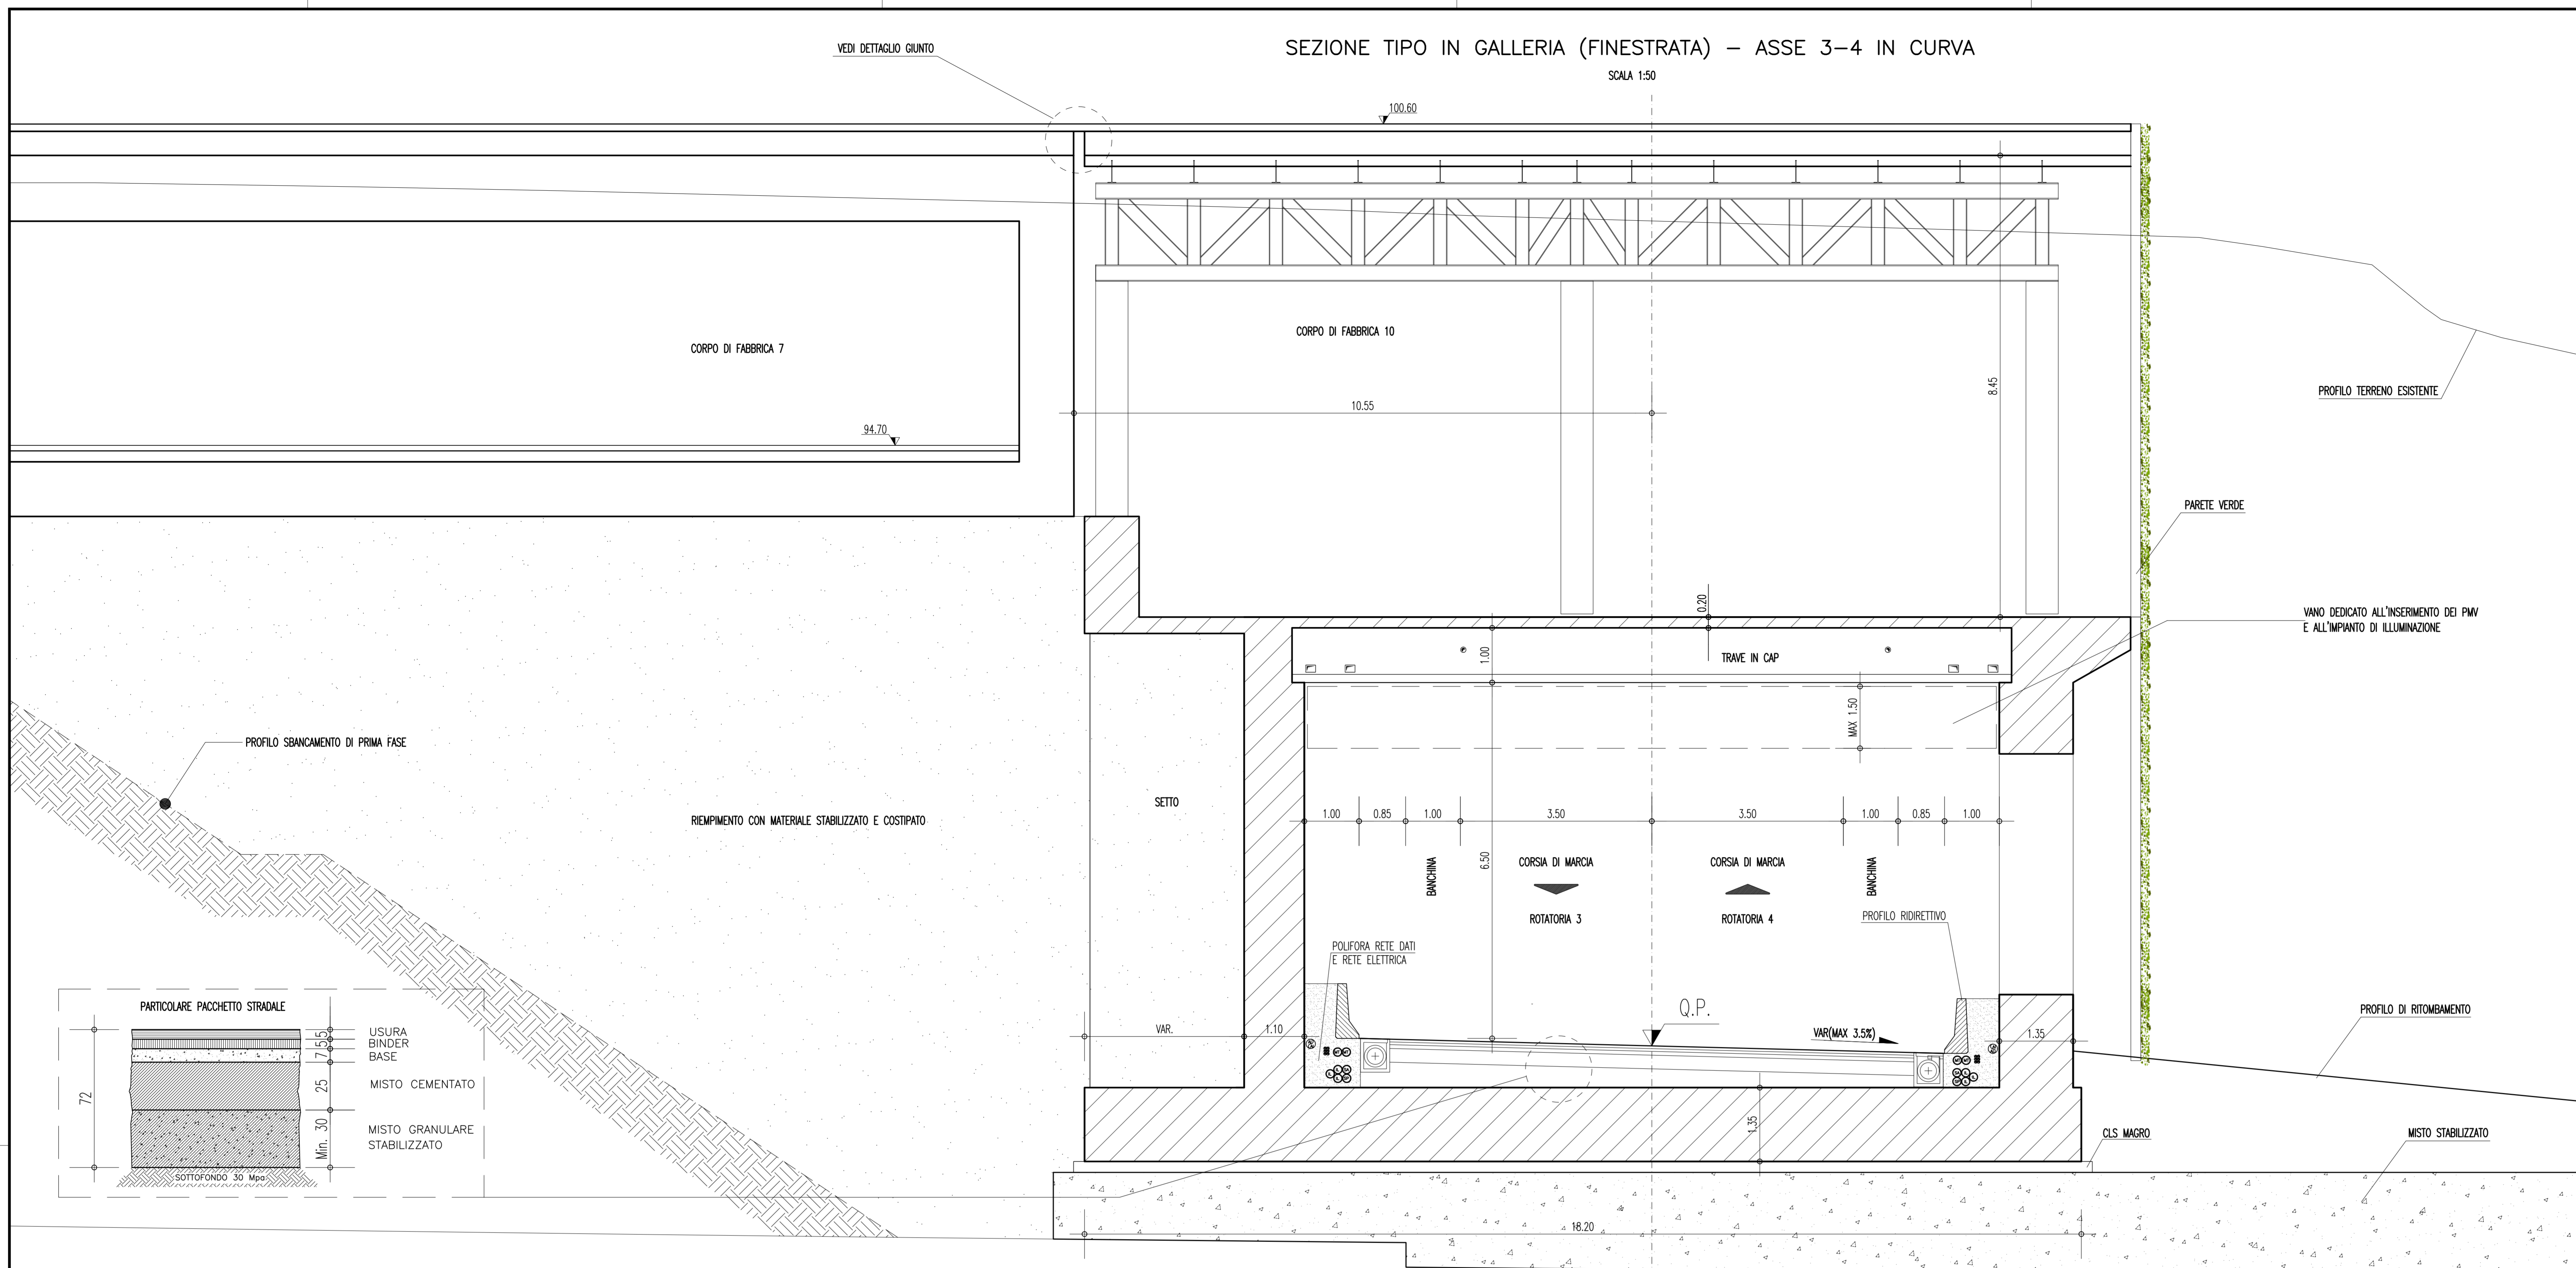 SEZIONE TIPO IN GALLERIA (FINESTRATA) – ASSE 3–4 IN CURVA
SCALA 1:50
VEDI DETTAGLIO GIUNTO
100.60
CORPO DI FABBRICA 7
94.70
CORPO DI FABBRICA 10
10.55
8.45
PROFILO TERRENO ESISTENTE
PARETE VERDE
VANO DEDICATO ALL'INSERIMENTO DEI PMV
E ALL'IMPIANTO DI ILLUMINAZIONE
0.20
1.00
TRAVE IN CAP
MAX 1.50
PROFILO SBANCAMENTO DI PRIMA FASE
RIEMPIMENTO CON MATERIALE STABILIZZATO E COSTIPATO
SETTO
1.00
0.85
1.00
3.50
3.50
1.00
0.85
1.00
6.50
BANCHINA
CORSIA DI MARCIA
CORSIA DI MARCIA
BANCHINA
ROTATORIA 3
ROTATORIA 4
PROFILO RIDIRETTIVO
POLIFORA RETE DATI
E RETE ELETTRICA
Q.P.
VAR(MAX 3.5%)
VAR.
1.10
1.35
1.35
PROFILO DI RITOMBAMENTO
CLS MAGRO
MISTO STABILIZZATO
18.20
PARTICOLARE PACCHETTO STRADALE
USURA
BINDER
BASE
MISTO CEMENTATO
MISTO GRANULARE
STABILIZZATO
5
5
7
25
Min. 30
72
SOTTOFONDO 30 Mpa